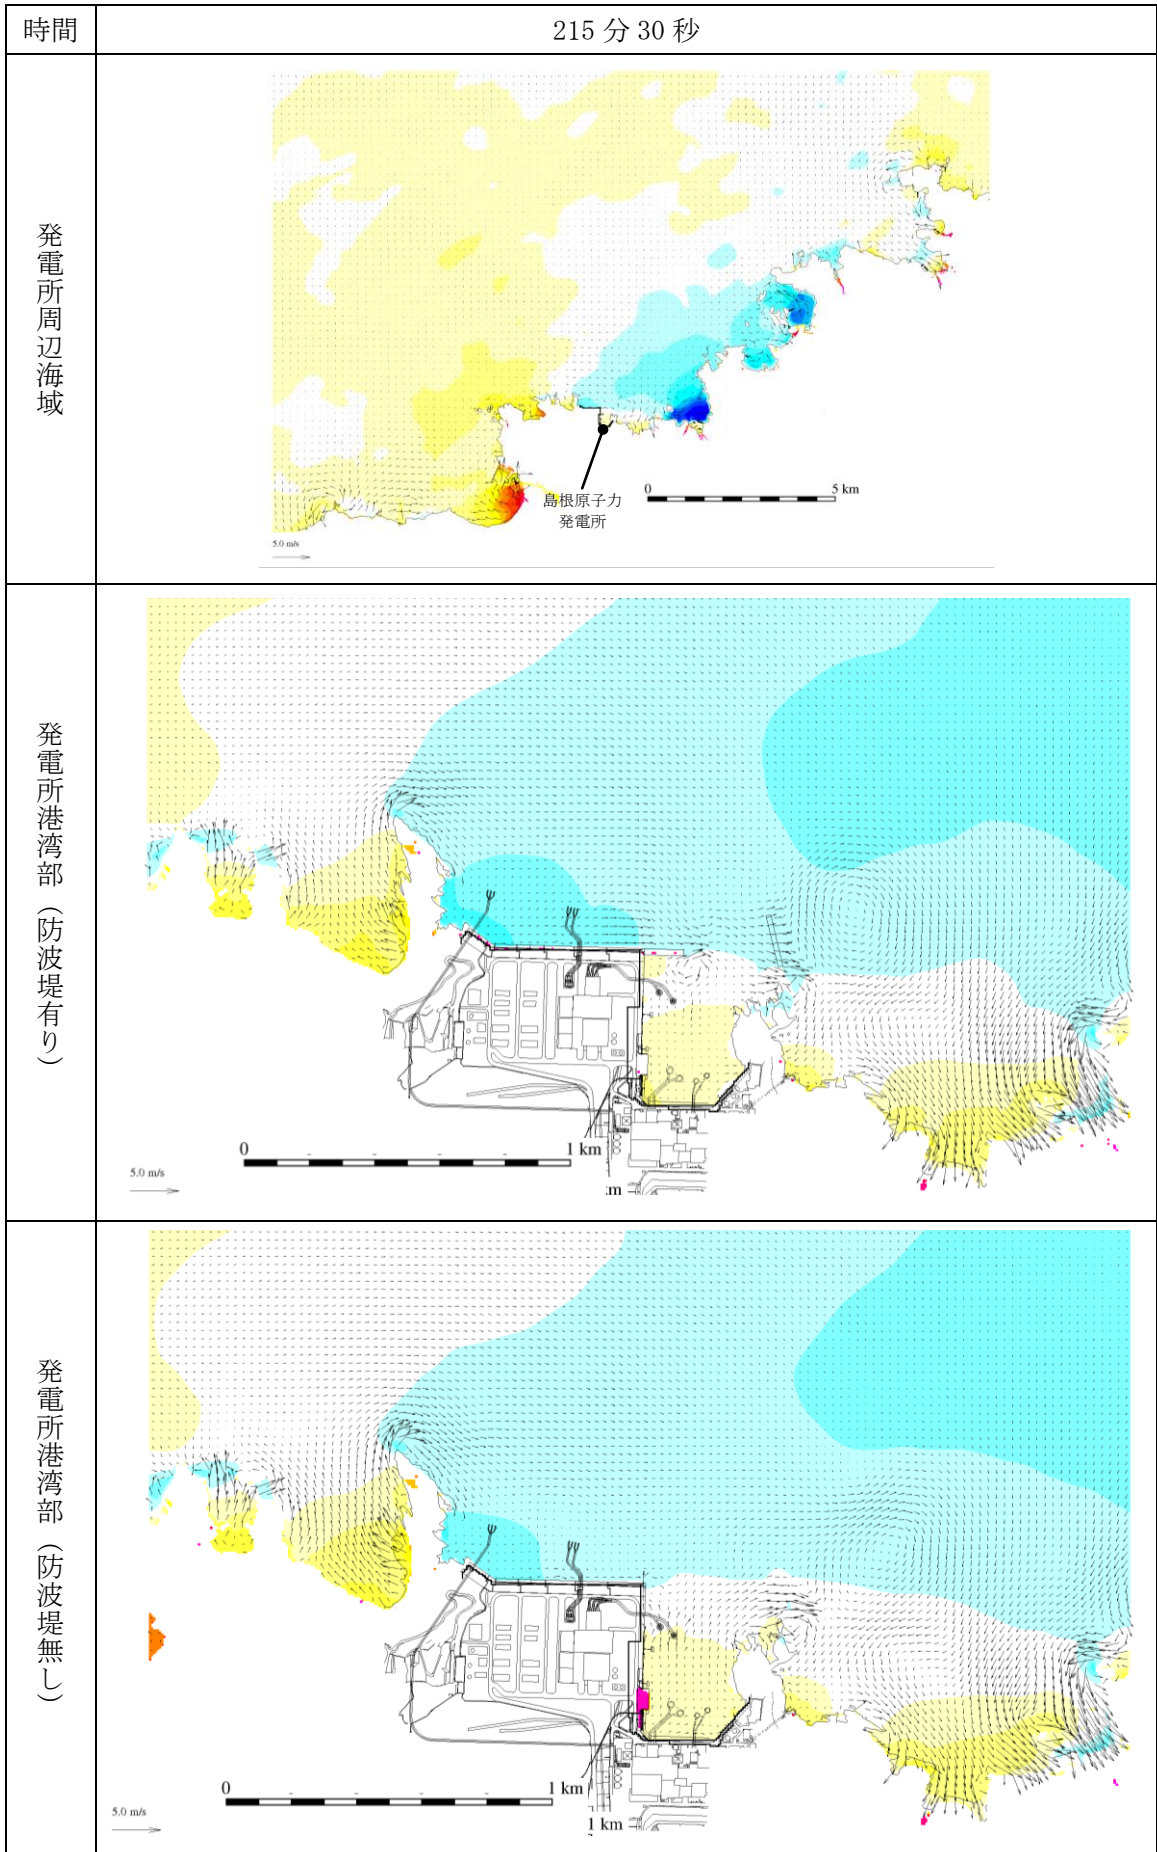 時間
215 分 30 秒
発電所周辺海域
島根原子力
発電所
0
5 km
5.0 m/s
発電所港湾部（防波堤有り）
0
1 km
5.0 m/s
:m
発電所港湾部（防波堤無し）
0
1 km
5.0 m/s
1 km